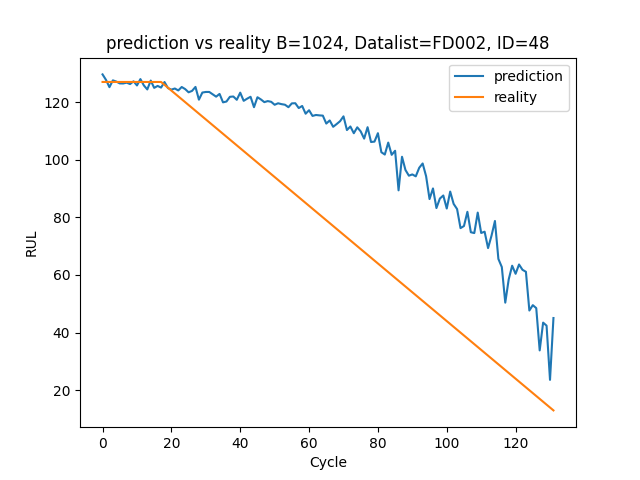 prediction vs reality B=1024, Datalist=FD002, ID=48
prediction
reality
RUL
120
100
80
60
40
20
0 20 40 60 80 100 120
Cycle